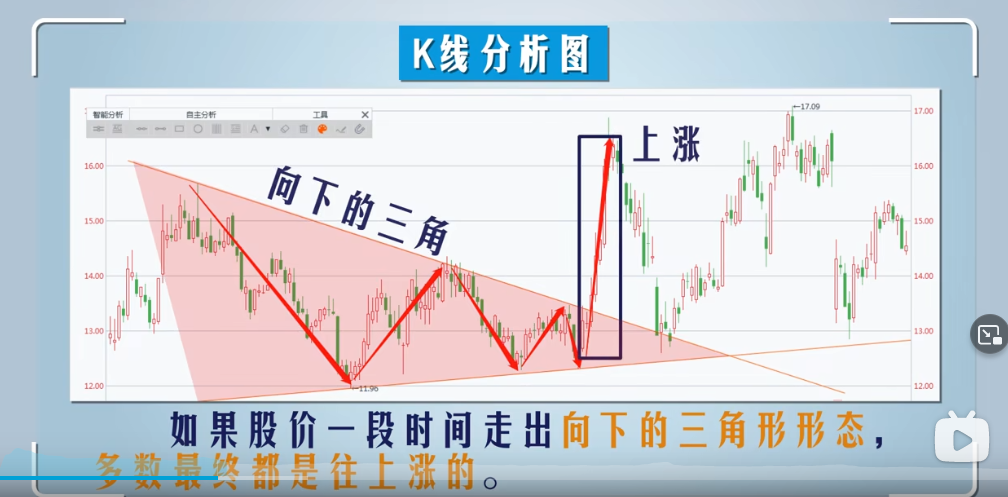 K线分析图
智能分析 自主分析 工具 ×
A
17.09
17.00 17.00
上涨
16.00 16.00
向下的三角
15.00 15.00
14.00 14.00
13.00 13.00
12.00 12.00
11.96
如果股价一段时间走出向下的三角形形态，
多数最终都是往上涨的。